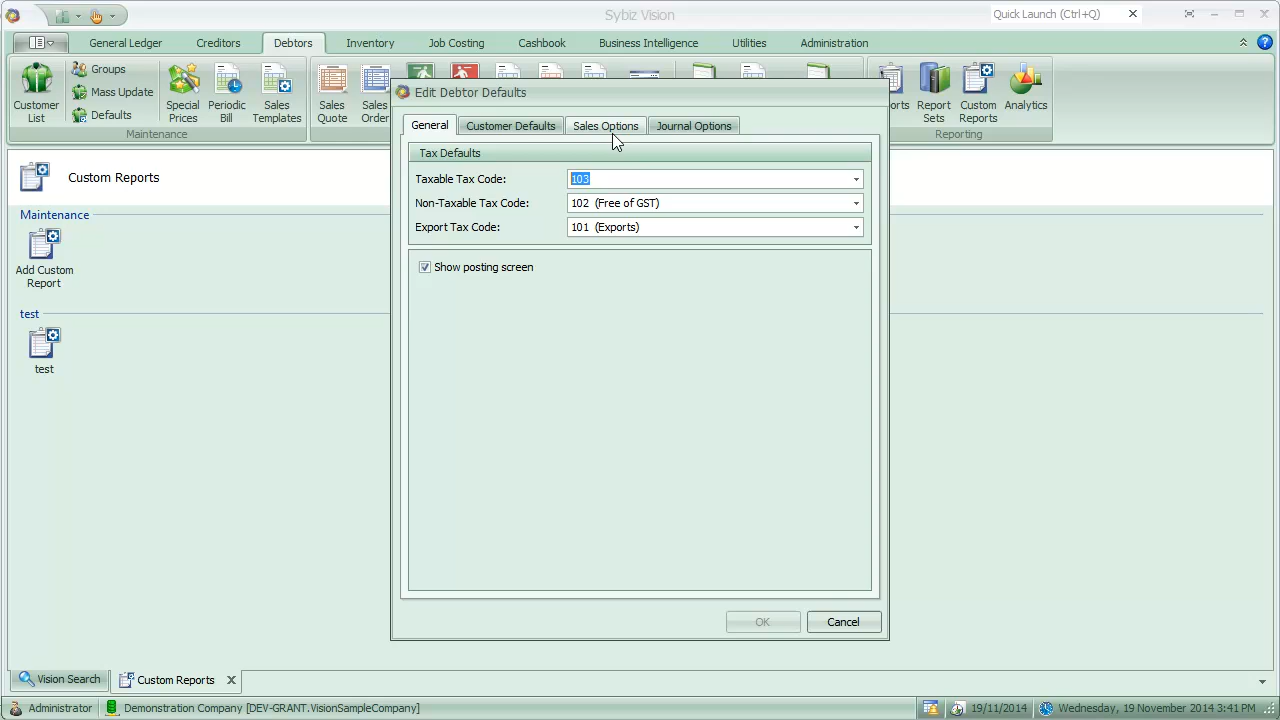 Sybiz Vision
Quick Launch (Ctrl+Q)
General Ledger
Creditors
Debtors
Inventory
Job Costing
Cashbook
Business Intelligence
Utilities
Administration
Customer
List
Groups
Mass Update
Defaults
Special
Prices
Periodic
Bill
Sales
Templates
Maintenance
Sales
Quote
Sales
Order
Report
Sets
Custom
Reports
Analytics
Reporting
Edit Debtor Defaults
General
Customer Defaults
Sales Options
Journal Options
Tax Defaults
Taxable Tax Code:
103
Non-Taxable Tax Code:
102 (Free of GST)
Export Tax Code:
101 (Exports)
Show posting screen
OK
Cancel
Custom Reports
Maintenance
Add Custom
Report
test
test
Vision Search
Custom Reports
Administrator
Demonstration Company [DEV-GRANT.VisionSampleCompany]
19/11/2014
Wednesday, 19 November 2014 3:41 PM